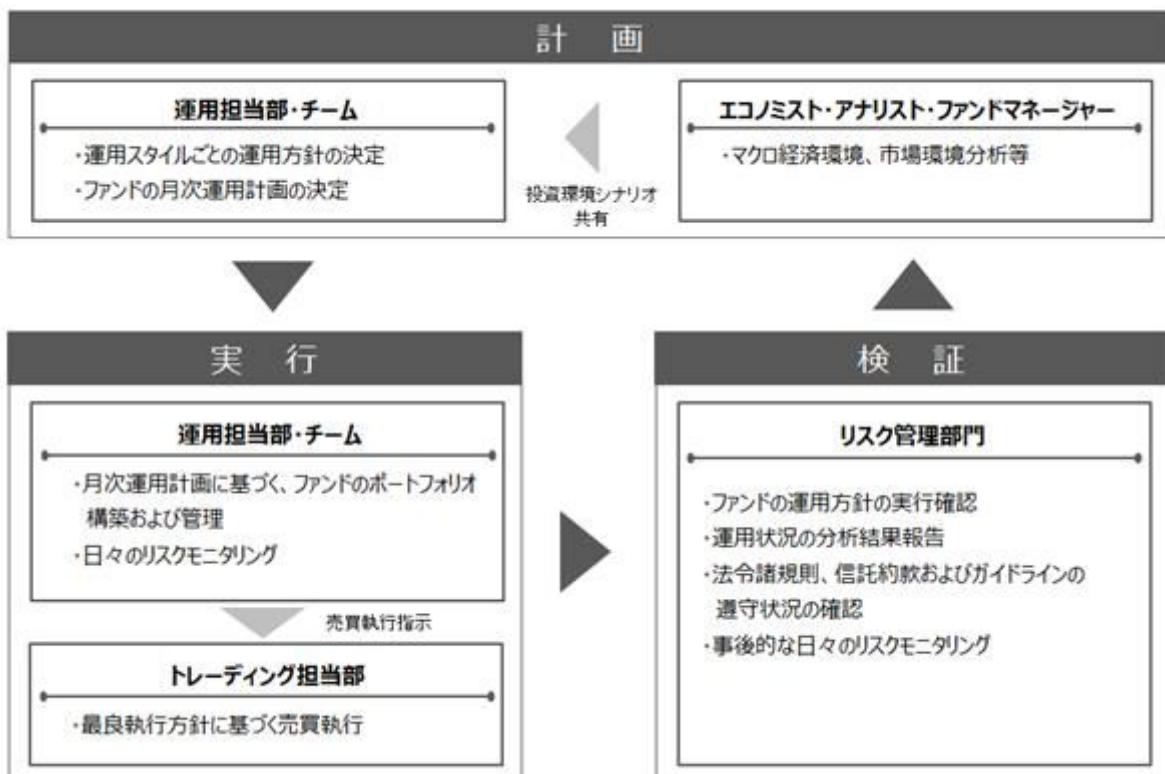 計 画
運用担当部・チーム
・運用スタイルごとの運用方針の決定
・ファンドの月次運用計画の決定
投資環境シナリオ
共有
エコノミスト・アナリスト・ファンドマネージャー
・マクロ経済環境、市場環境分析等
実 行
運用担当部・チーム
・月次運用計画に基づく、ファンドのポートフォリオ
構築および管理
・日々のリスクモニタリング
売買執行指示
トレーディング担当部
・最良執行方針に基づく売買執行
検 証
リスク管理部門
・ファンドの運用方針の実行確認
・運用状況の分析結果報告
・法令諸規則、信託約款およびガイドラインの
遵守状況の確認
・事後的な日々のリスクモニタリング